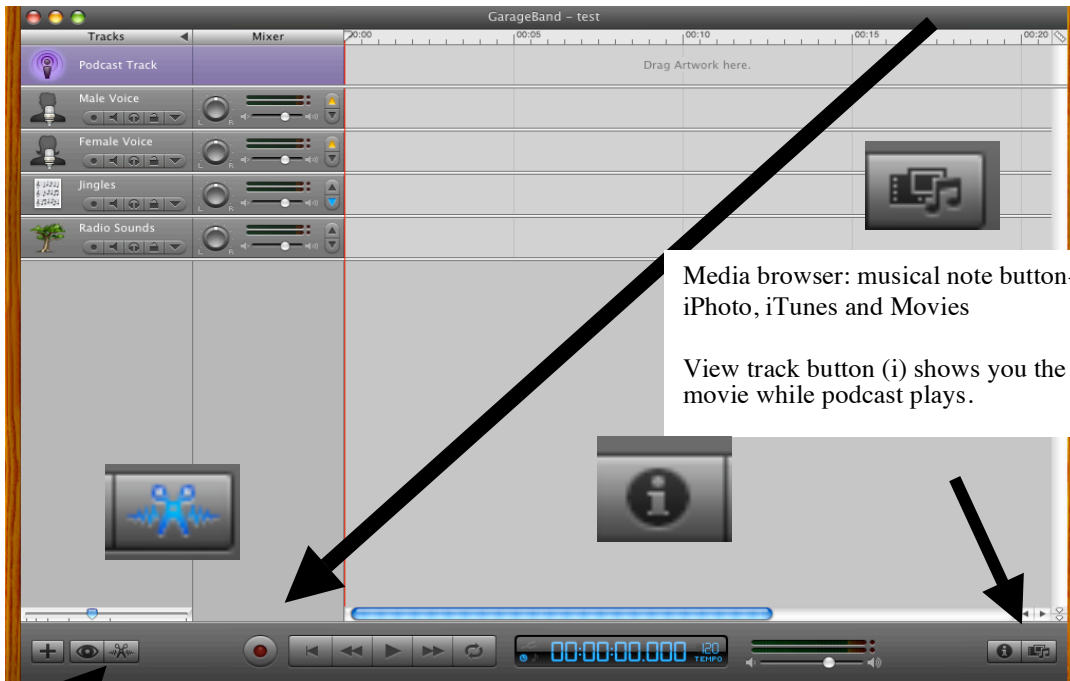 GarageBand – test
Tracks Mixer 0:00 00:05 00:10 00:15 00:20
Podcast Track Drag Artwork here.
Male Voice
L R
Female Voice
L R
Jingles
L R
Radio Sounds
L R
Media browser: musical note button-
iPhoto, iTunes and Movies
View track button (i) shows you the
movie while podcast plays.
00:00:00.000 120
TEMPO